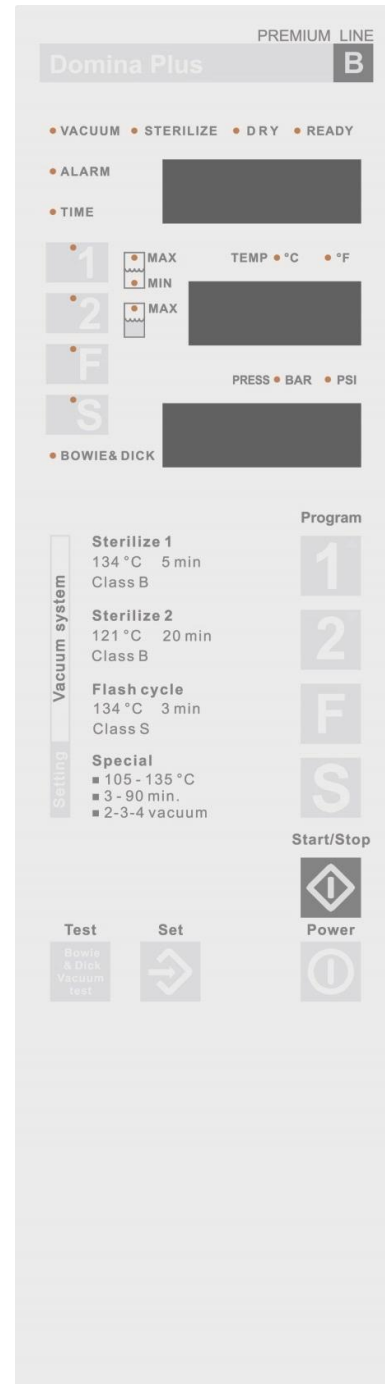 PREMIUM LINE
Domina Plus B
VACUUM STERILIZE DRY READY
ALARM
TIME
1
MAX TEMP °C °F
MIN
2
MAX
F
PRESS BAR PSI
S
BOWIE& DICK
Program
Vacuum system
Sterilize 1
134 °C 5 min
Class B
1
Sterilize 2
121 °C 20 min
Class B
2
Flash cycle
134 °C 3 min
Class S
F
Setting
Special
■ 105 - 135 °C
■ 3 - 90 min.
■ 2-3-4 vacuum
S
Start/Stop
Test Set Power
Bowie
& Dick
Vacuum
test